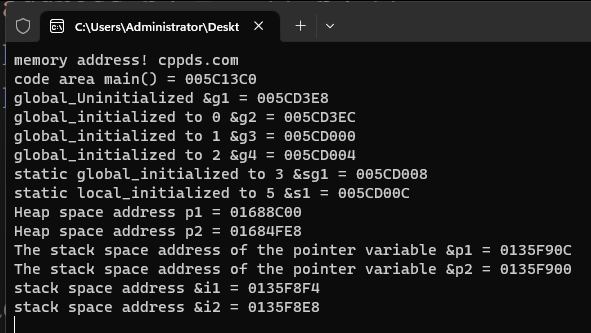 C:\Users\Administrator\Deskt
memory address! cppds.com
code area main() = 005C13C0
global_Uninitialized &g1 = 005CD3E8
global_initialized to 0 &g2 = 005CD3EC
global_initialized to 1 &g3 = 005CD000
global_initialized to 2 &g4 = 005CD004
static global_initialized to 3 &sg1 = 005CD008
static local_initialized to 5 &s1 = 005CD00C
Heap space address p1 = 01688C00
Heap space address p2 = 01684FE8
The stack space address of the pointer variable &p1 = 0135F90C
The stack space address of the pointer variable &p2 = 0135F900
stack space address &i1 = 0135F8F4
stack space address &i2 = 0135F8E8